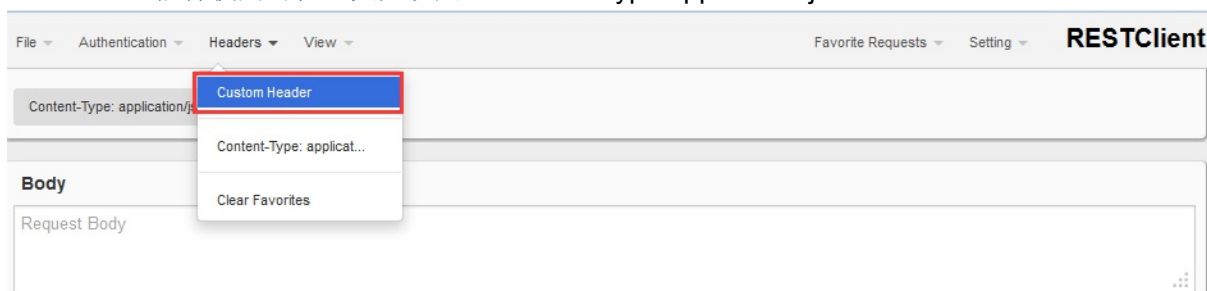 File Authentication Headers View Favorite Requests Setting RESTClient
Custom Header
Content-Type: application/js
Content-Type: applicat...
Clear Favorites
Body
Request Body